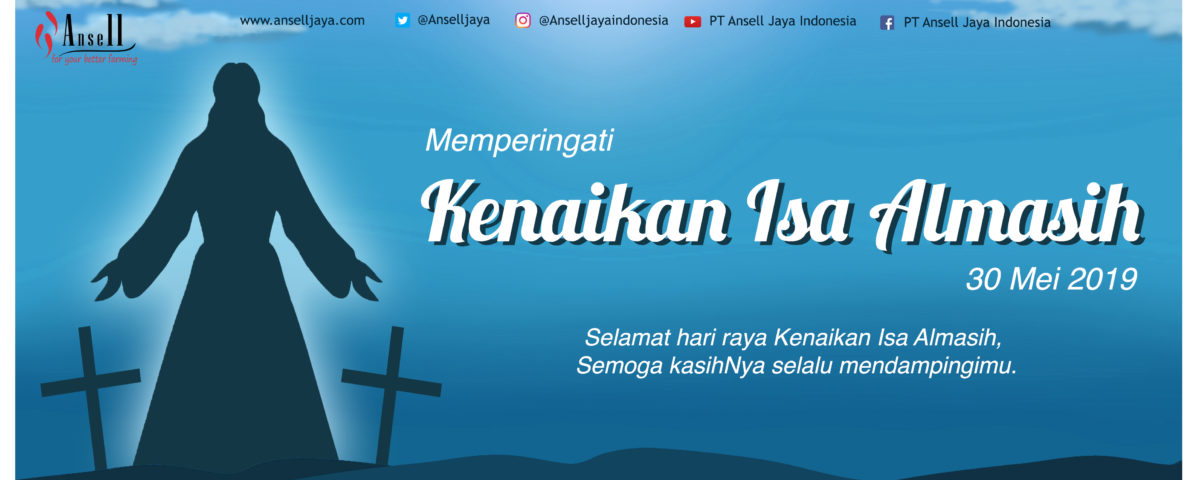 Ansell
for your better farming
www.anselljaya.com @Anselljaya @Anselljayaindonesia PT Ansell Jaya Indonesia PT Ansell Jaya Indonesia
Memperingati
Kenaikan Isa Almasih
30 Mei 2019
Selamat hari raya Kenaikan Isa Almasih,
Semoga kasihNya selalu mendampingimu.